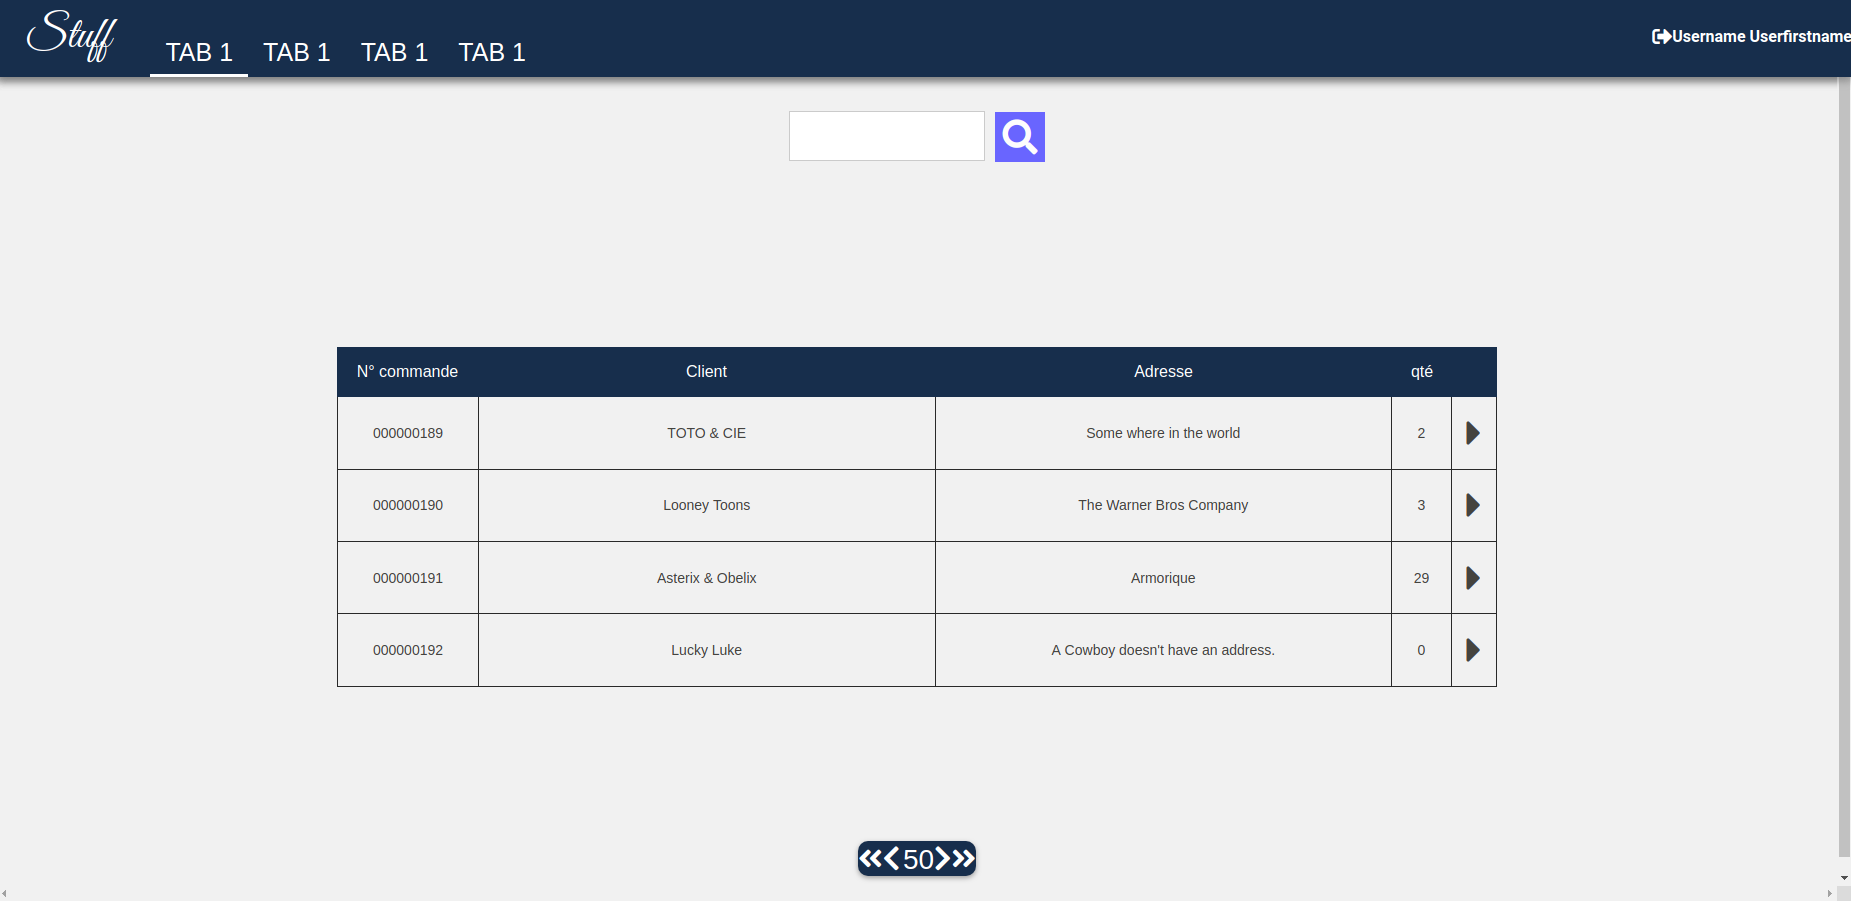 Stuff
TAB 1 TAB 1 TAB 1 TAB 1
Username Userfirstname
N° commande Client Adresse qté
000000189 TOTO & CIE Some where in the world 2
000000190 Looney Toons The Warner Bros Company 3
000000191 Asterix & Obelix Armorique 29
000000192 Lucky Luke A Cowboy doesn't have an address. 0
50